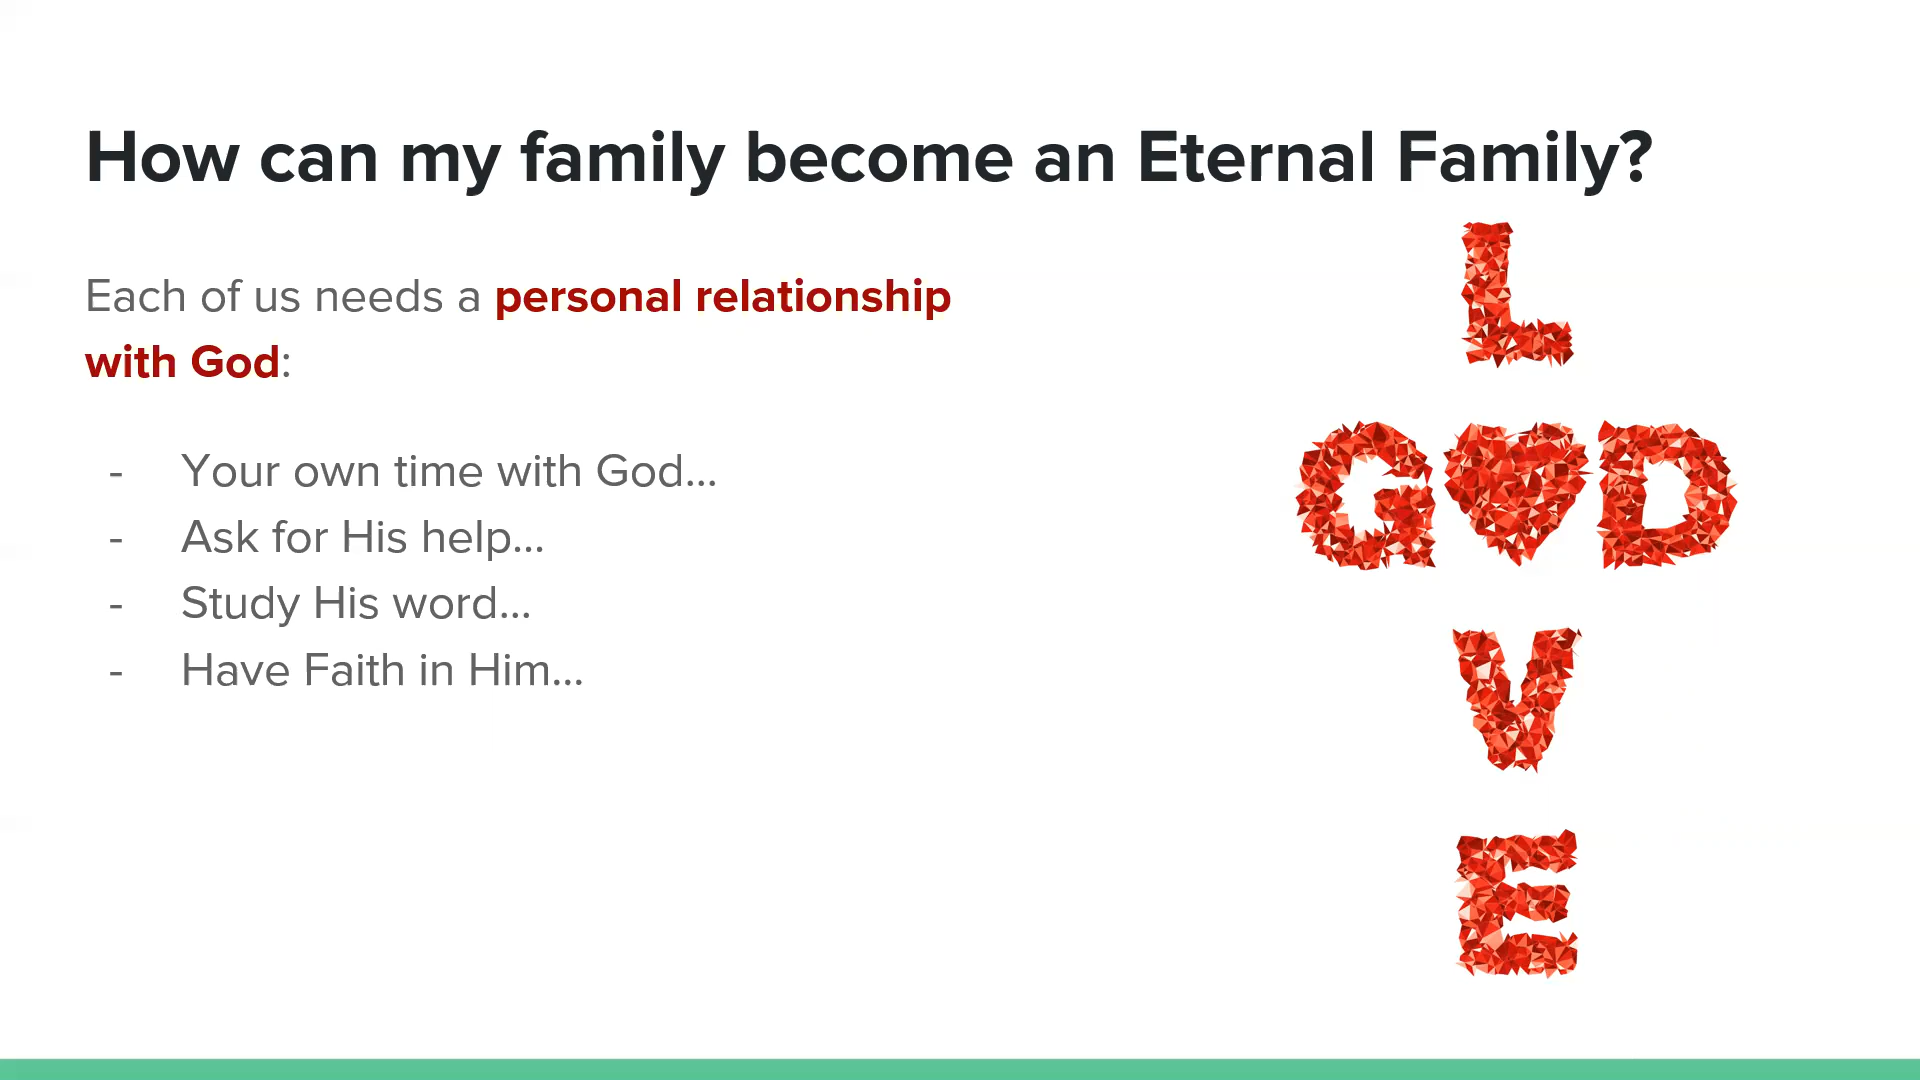 How can my family become an Eternal Family?
Each of us needs a personal relationship
with God:
- Your own time with God...
- Ask for His help...
- Study His word...
- Have Faith in Him...
L
G❤D
V
E